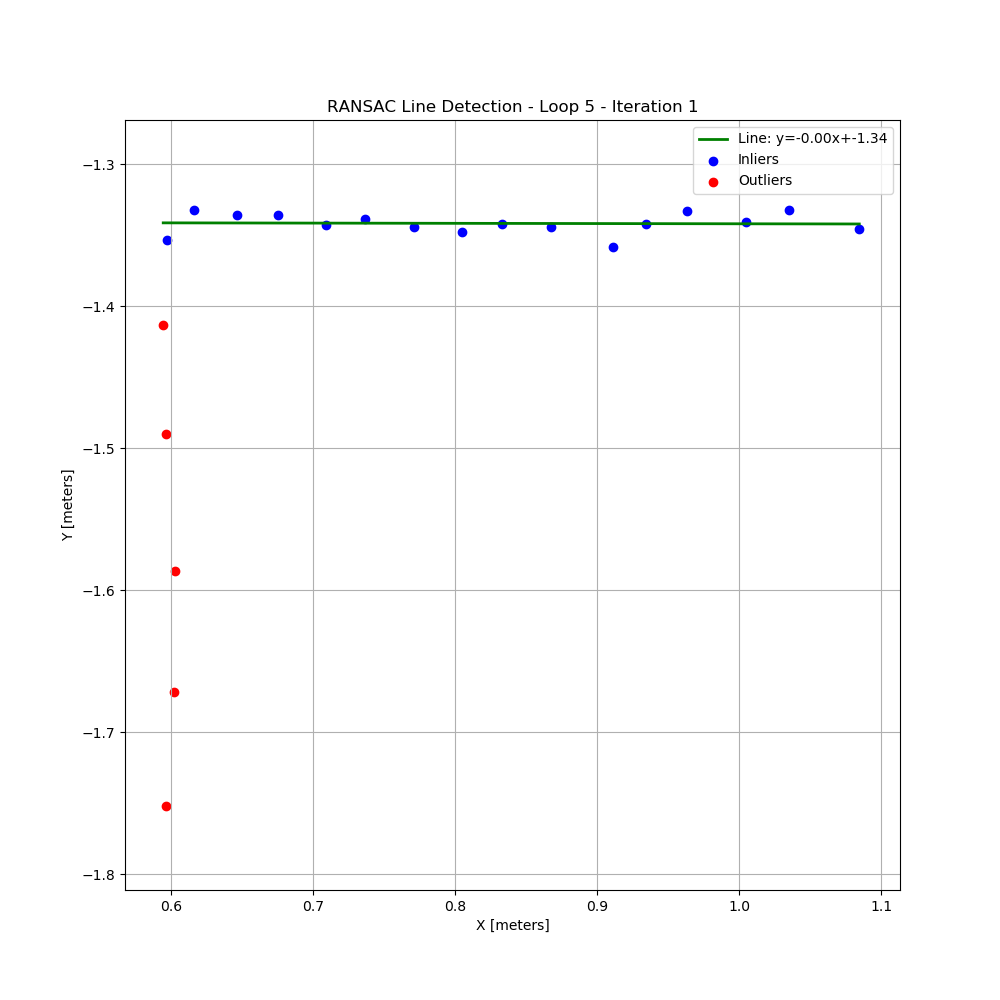 RANSAC Line Detection - Loop 5 - Iteration 1
Line: y=-0.00x+-1.34
Inliers
Outliers
−1.3
−1.4
−1.5
−1.6
−1.7
−1.8
Y [meters]
0.6 0.7 0.8 0.9 1.0 1.1
X [meters]